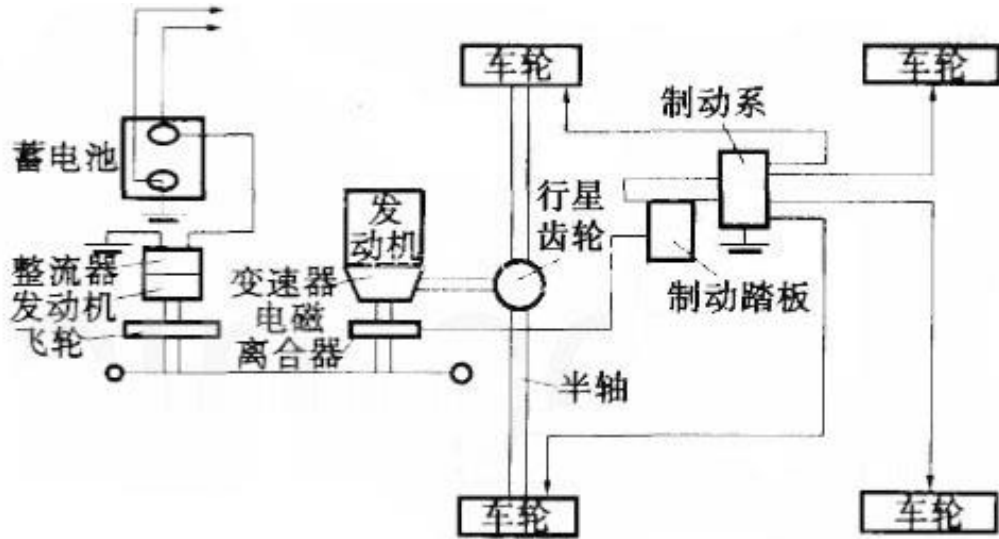 车轮
车轮
制动系
蓄电池
发
动机
行星
齿轮
整流器
发动机
飞轮
变速器
电磁
离合器
制动踏板
半轴
车轮
车轮